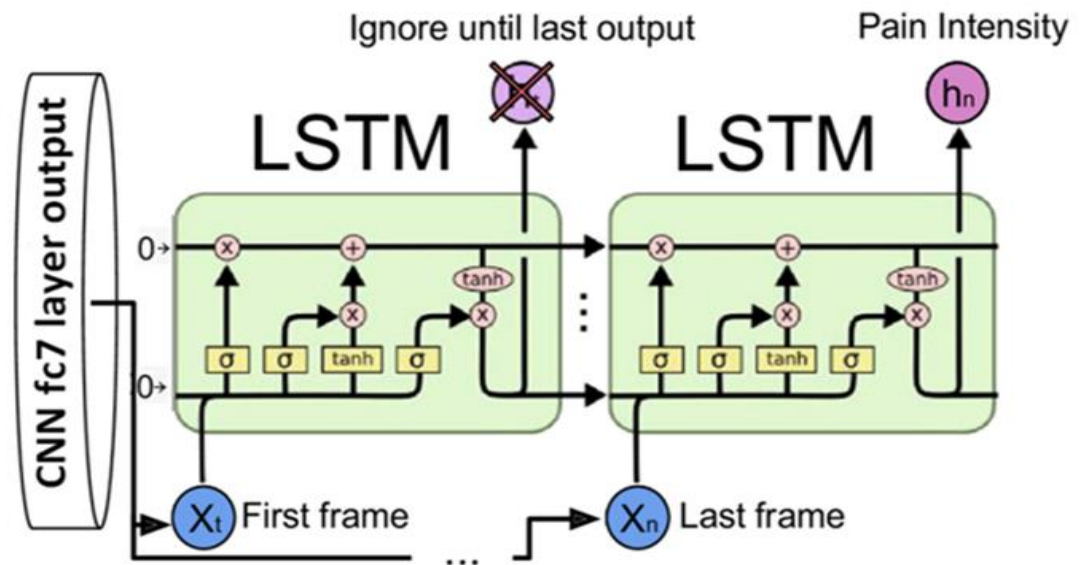 Ignore until last output
Pain Intensity
hn
LSTM
LSTM
CNN fc7 layer output
0
x
+
tanh
x
x
σ
σ
tanh
σ
0
x
+
tanh
x
x
σ
σ
tanh
σ
Xt
First frame
...
Xn
Last frame